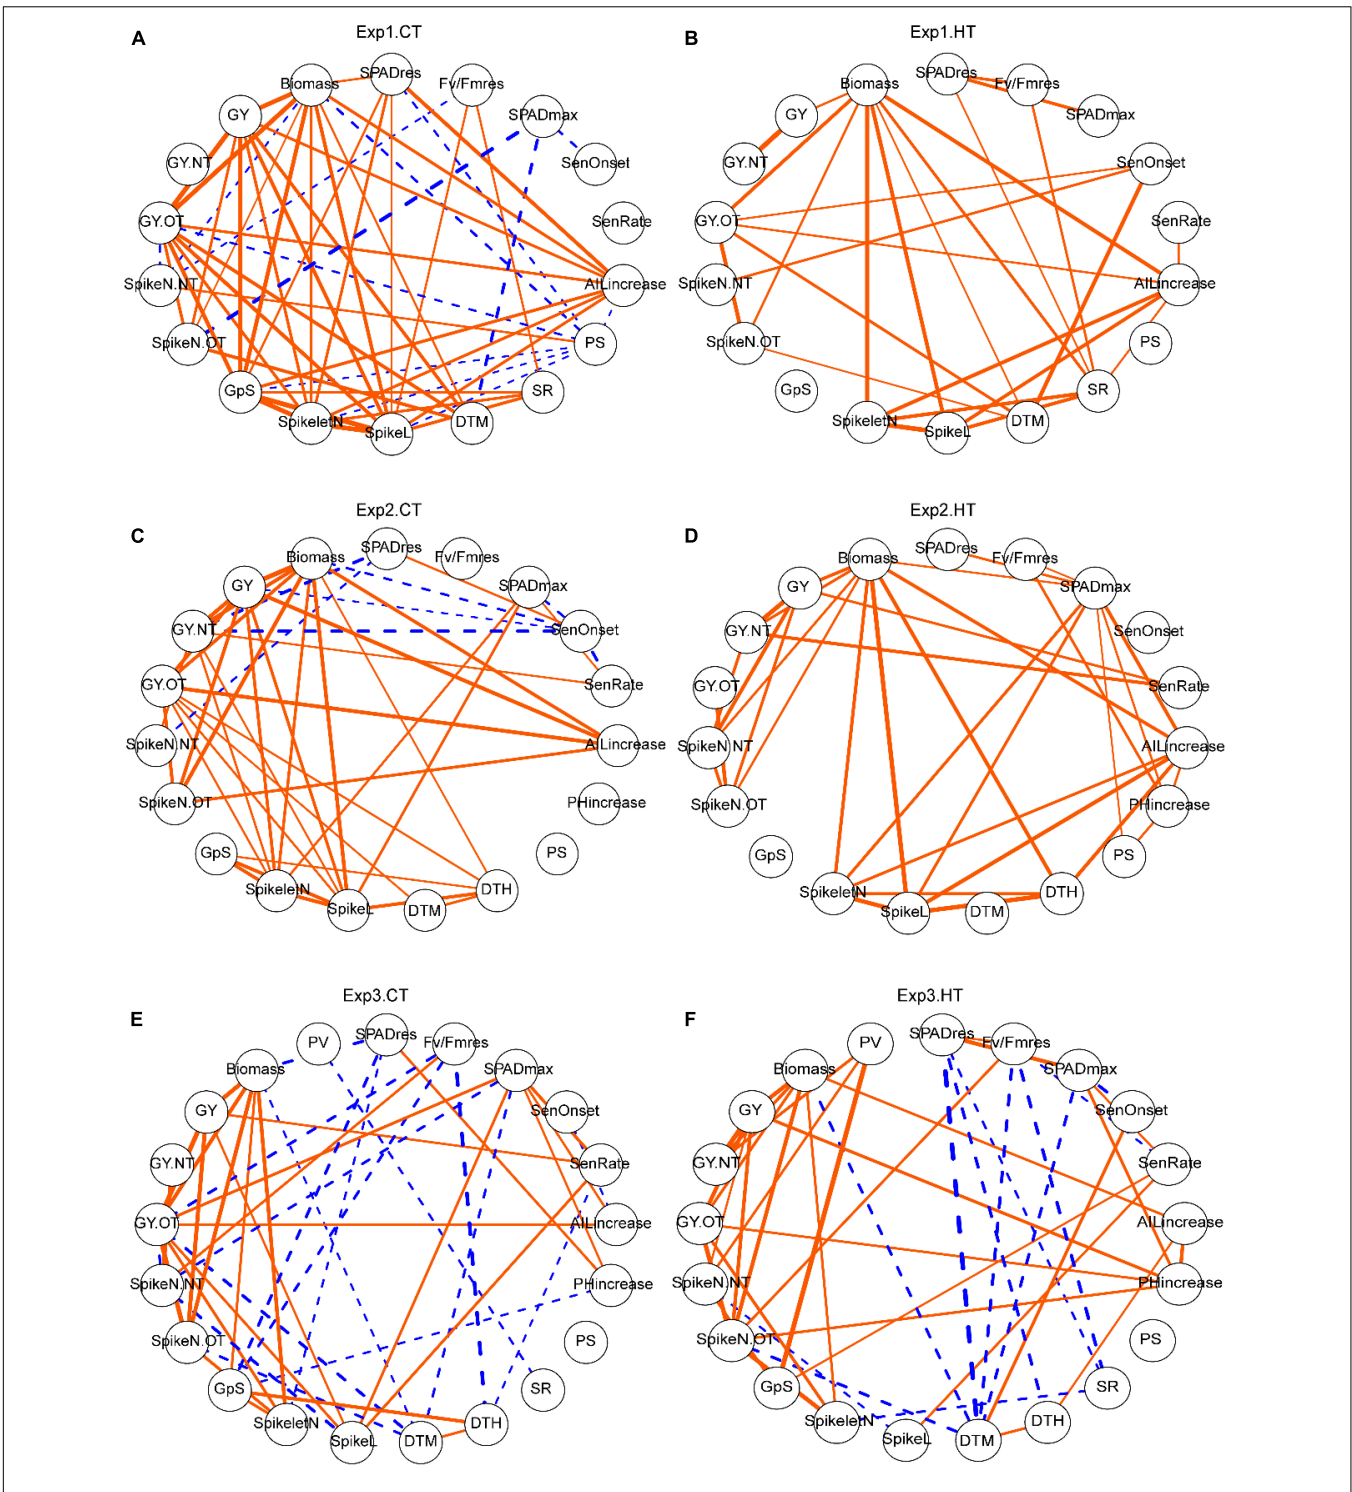 Exp1.CT
A
SPADres
Biomass
Fv/Fmres
GY
SPADmax
GY.NT
SenOnset
GY.OT
SenRate
SpikeN.NT
AILincrease
SpikeN.OT
PS
GpS
SR
SpikeletN
SpikeL
DTM
Exp1.HT
B
SPADres
Biomass
Fv/Fmres
GY
SPADmax
GY.NT
SenOnset
GY.OT
SenRate
SpikeN.NT
AILincrease
SpikeN.OT
PS
GpS
SR
SpikeletN
SpikeL
DTM
Exp2.CT
C
SPADres
Biomass
Fv/Fmres
GY
SPADmax
GY.NT
SenOnset
GY.OT
SenRate
SpikeN.NT
AILincrease
SpikeN.OT
PHincrease
GpS
PS
SpikeletN
DTH
SpikeL
DTM
Exp2.HT
D
SPADres
Biomass
Fv/Fmres
GY
SPADmax
GY.NT
SenOnset
GY.OT
SenRate
SpikeN.NT
AILincrease
SpikeN.OT
PHincrease
GpS
PS
SpikeletN
DTH
SpikeL
DTM
Exp3.CT
E
PV
SPADres
Fv/Fmres
Biomass
SPADmax
GY
SenOnset
GY.NT
SenRate
GY.OT
AILincrease
SpikeN.NT
PHincrease
SpikeN.OT
PS
GpS
SR
SpikeletN
DTH
SpikeL
DTM
Exp3.HT
F
PV
SPADres
Fv/Fmres
Biomass
SPADmax
GY
SenOnset
GY.NT
SenRate
GY.OT
AILincrease
SpikeN.NT
PHincrease
SpikeN.OT
PS
GpS
SR
SpikeletN
DTH
SpikeL
DTM